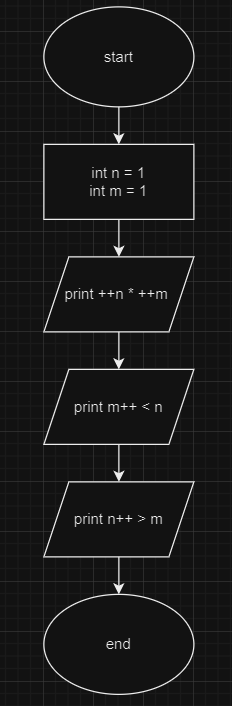 start
int n = 1
int m = 1
print ++n * ++m
print m++ < n
print n++ > m
end